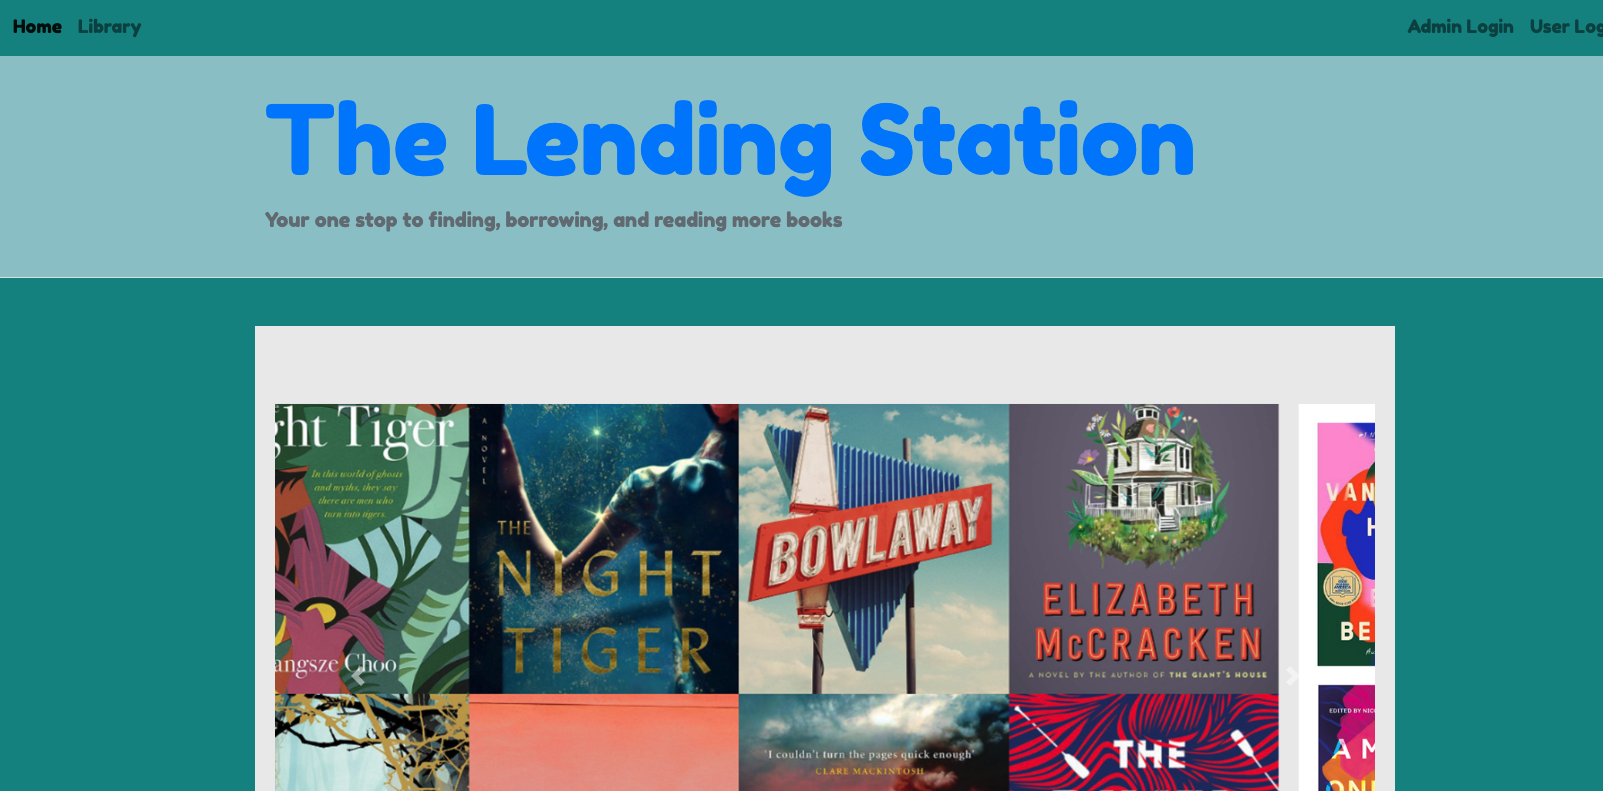 Home Library Admin Login User Log
The Lending Station
Your one stop to finding, borrowing, and reading more books
ght Tiger
In this world of ghosts
and myths, they say
there are men who
turn into tigers.
angsze Choo
A NOVEL
THE
NIGHT
TIGER
BOWLAWAY
ELIZABETH
McCRACKEN
A NOVEL BY THE AUTHOR OF THE GIANT'S HOUSE
VAN
H
BE
'I couldn't turn the pages quick enough'
CLARE MACKINTOSH
THE
EDITED BY NIC
A M
ON